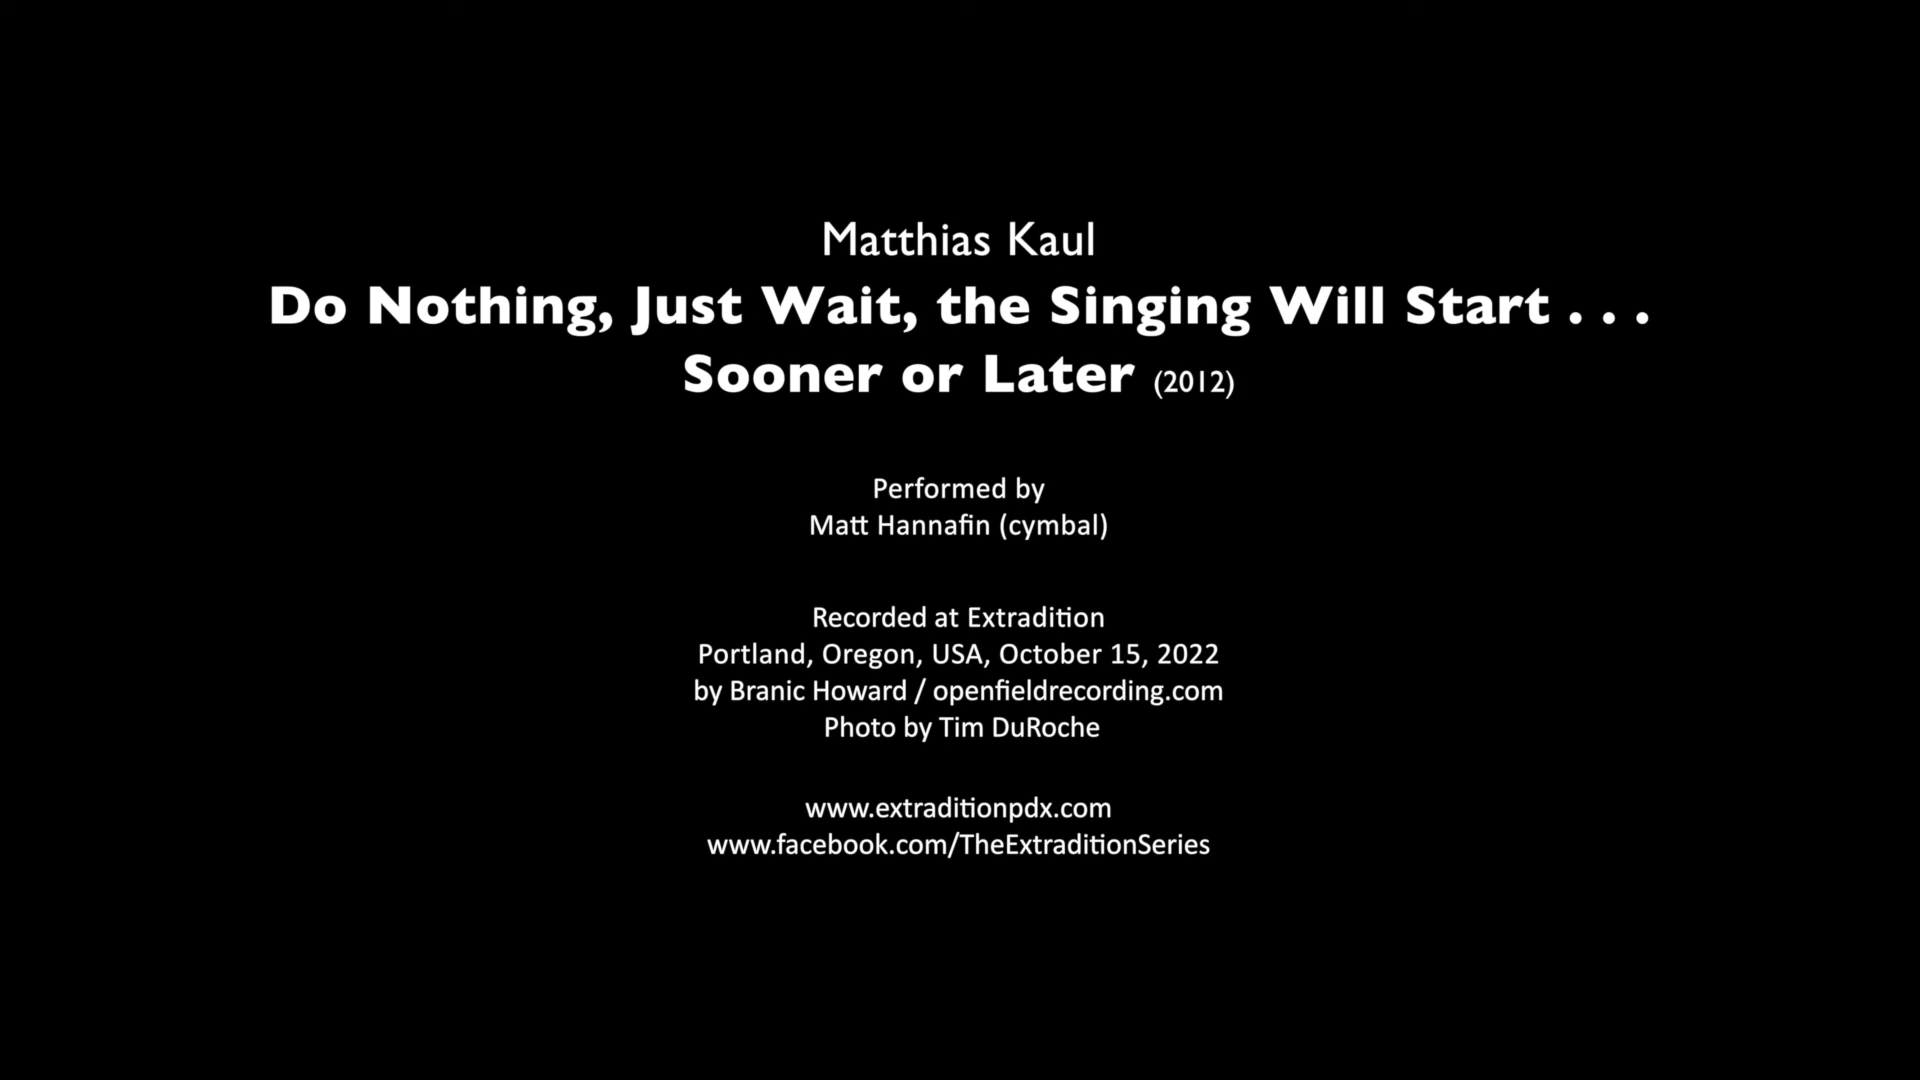 Matthias Kaul
Do Nothing, Just Wait, the Singing Will Start . . .
Sooner or Later (2012)
Performed by
Matt Hannafin (cymbal)
Recorded at Extradition
Portland, Oregon, USA, October 15, 2022
by Branic Howard / openfieldrecording.com
Photo by Tim DuRoche
www.extraditionpdx.com
www.facebook.com/TheExtraditionSeries